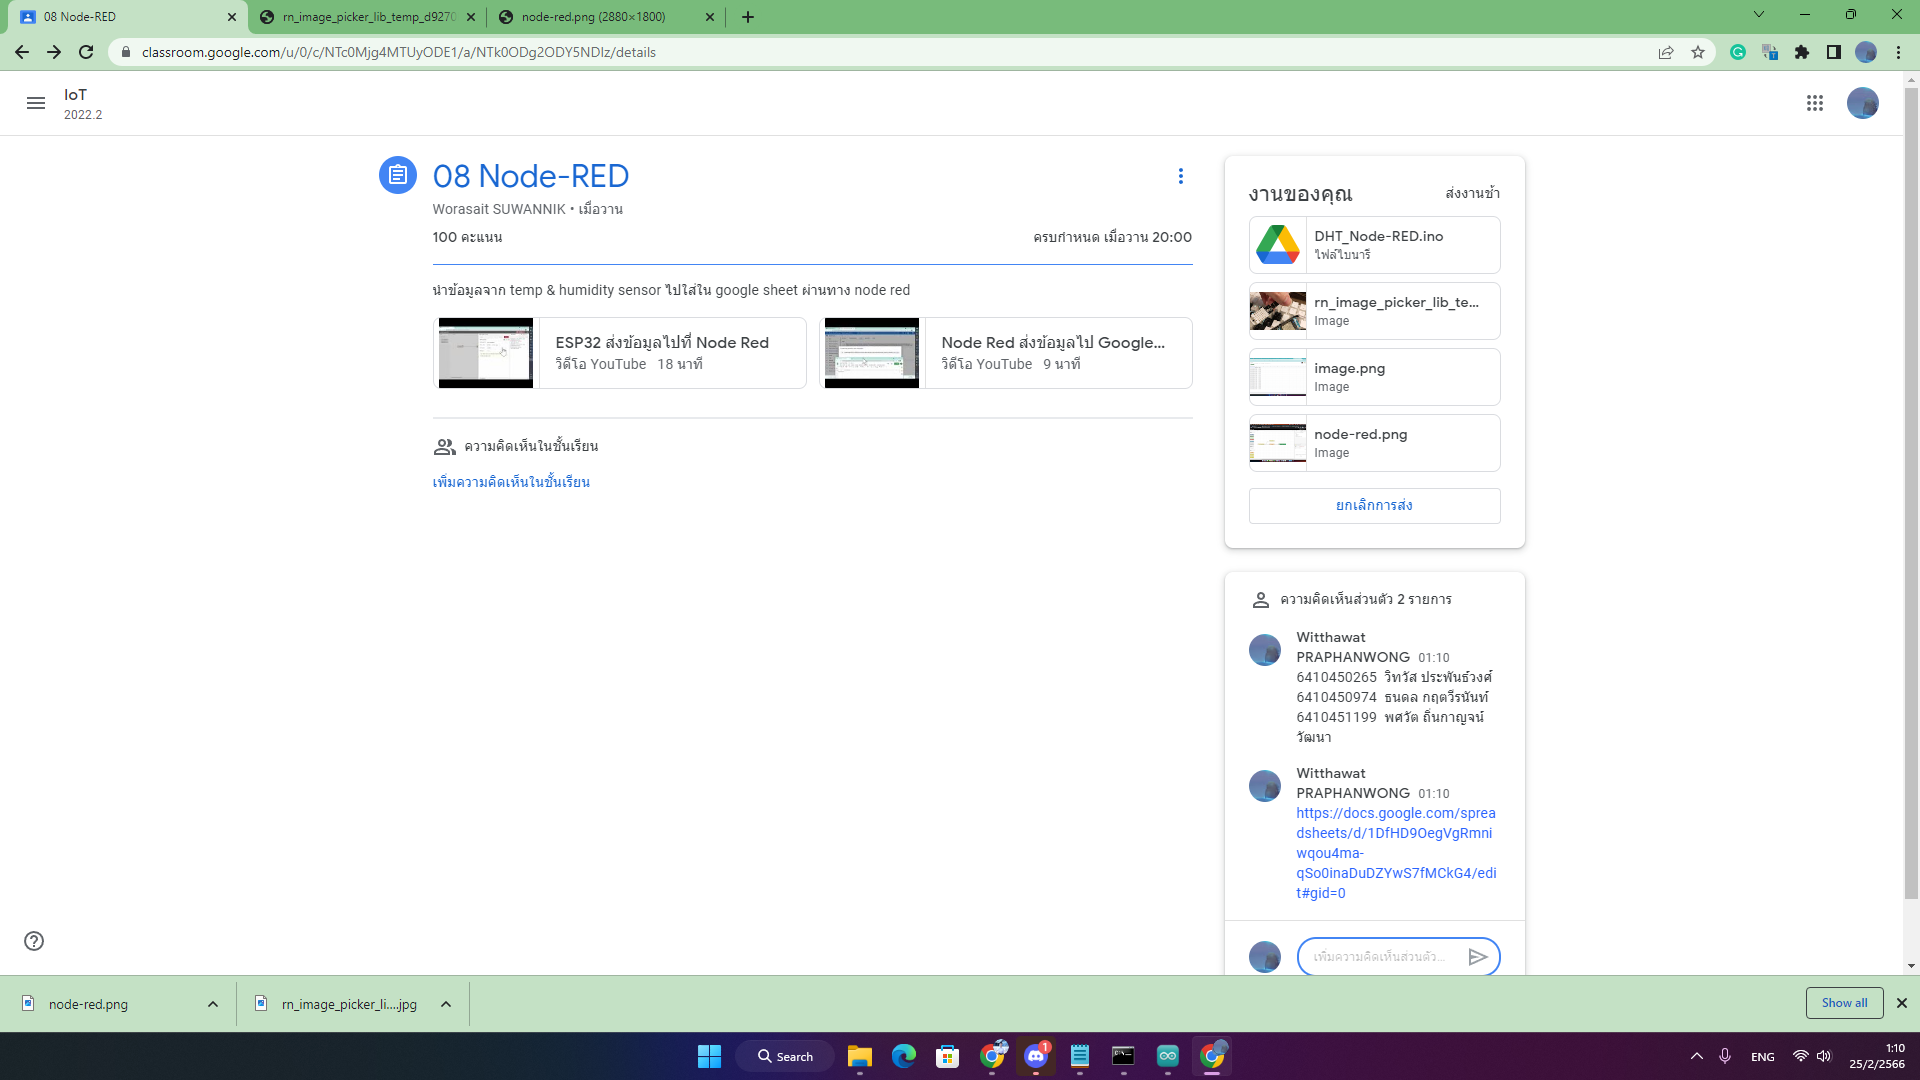 08 Node-RED
rn_image_picker_lib_temp_d9270
node-red.png (2880×1800)
classroom.google.com/u/0/c/NTc0Mjg4MTUyODE1/a/NTk0ODg2ODY5NDIz/details
IoT
2022.2
08 Node-RED
Worasait SUWANNIK • เมื่อวาน
100 คะแนน
ครบกำหนด เมื่อวาน 20:00
นำข้อมูลจาก temp & humidity sensor ไปใส่ใน google sheet ผ่านทาง node red
ESP32 ส่งข้อมูลไปที่ Node Red
วิดีโอ YouTube 18 นาที
Node Red ส่งข้อมูลไป Google...
วิดีโอ YouTube 9 นาที
ความคิดเห็นในชั้นเรียน
เพิ่มความคิดเห็นในชั้นเรียน
งานของคุณ
ส่งงานช้า
DHT_Node-RED.ino
ไฟล์ไบนารี
rn_image_picker_lib_te...
Image
image.png
Image
node-red.png
Image
ยกเลิกการส่ง
ความคิดเห็นส่วนตัว 2 รายการ
Witthawat
PRAPHANWONG 01:10
6410450265 วิทวัส ประพันธ์วงศ์
6410450974 ธนดล กฤตวีรนันท์
6410451199 พศวัต ถิ่นกาญจน์
วัฒนา
Witthawat
PRAPHANWONG 01:10
https://docs.google.com/sprea
dsheets/d/1DfHD9OegVgRmni
wqou4ma-
qSo0inaDuDZYwS7fMCkG4/edi
t#gid=0
เพิ่มความคิดเห็นส่วนตัว...
node-red.png
rn_image_picker_li....jpg
Show all
Search
1
ENG
1:10
25/2/2566